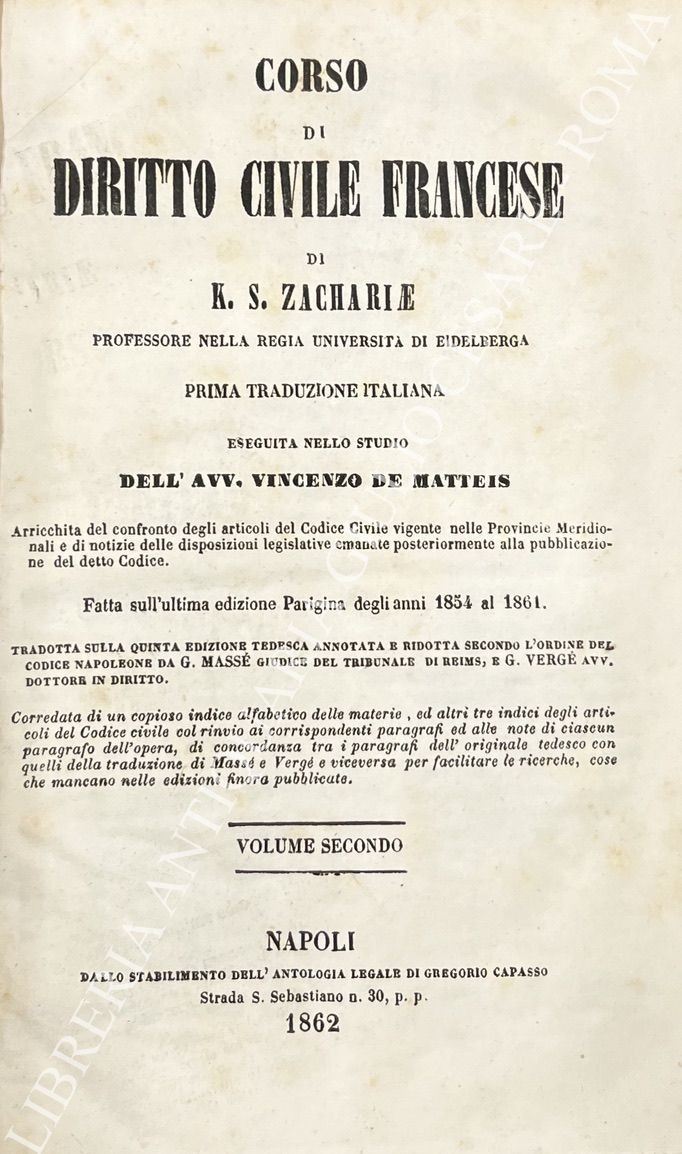 CORSO
DI
DIRITTO CIVILE FRANCESE
DI
K. S. ZACHARIÆ
PROFESSORE NELLA REGIA UNIVERSITÀ DI EIDELBERGA
PRIMA TRADUZIONE ITALIANA
ESEGUITA NELLO STUDIO
DELL' AVV. VINCENZO DE MATTEIS
Arricchita del confronto degli articoli del Codice Civile vigente nelle Provincie Meridio-
nali e di notizie delle disposizioni legislative emanate posteriormente alla pubblicazio-
ne del detto Codice.
Fatta sull'ultima edizione Parigina degli anni 1854 al 1861.
TRADOTTA SULLA QUINTA EDIZIONE TEDESCA ANNOTATA E RIDOTTA SECONDO L'ORDINE DEL
CODICE NAPOLEONE DA G. MASSÉ GIUDICE DEL TRIBUNALE DI REIMS, E G. VERGÉ AVV.
DOTTORE IN DIRITTO.
Corredata di un copioso indice alfabetico delle materie, ed altri tre indici degli arti-
coli del Codice civile col rinvio ai corrispondenti paragrafi ed alle note di ciascun
paragrafo dell'opera, di concordanza tra i paragrafi dell' originale tedesco con
quelli della traduzione di Massé e Vergé e viceversa per facilitare le ricerche, cose
che mancano nelle edizioni finora pubblicate.
VOLUME SECONDO
NAPOLI
DALLO STABILIMENTO DELL' ANTOLOGIA LEGALE DI GREGORIO CAPASSO
Strada S. Sebastiano n. 30, p. p.
1862
LIBRERIA ANTIQUARIA GIULIO CESARE ROMA